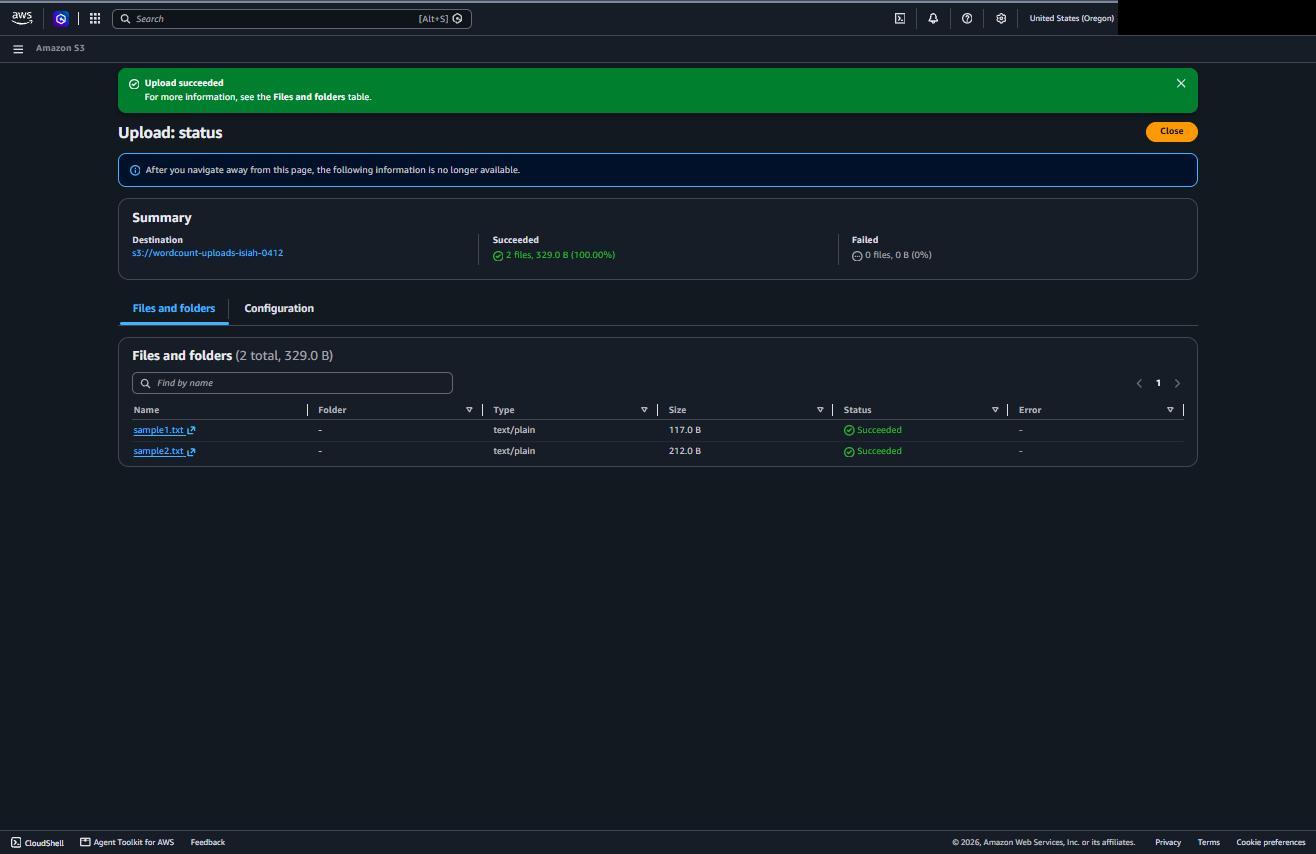 aws
Search [Alt+S]
United States (Oregon)
Amazon S3
Upload succeeded
For more information, see the Files and folders table.
Upload: status
Close
After you navigate away from this page, the following information is no longer available.
Summary
Destination
s3://wordcount-uploads-isiah-0412
Succeeded
2 files, 329.0 B (100.00%)
Failed
0 files, 0 B (0%)
Files and folders
Configuration
Files and folders (2 total, 329.0 B)
Find by name
1
Name Folder Type Size Status Error
sample1.txt - text/plain 117.0 B Succeeded -
sample2.txt - text/plain 212.0 B Succeeded -
CloudShell Agent Toolkit for AWS Feedback © 2026, Amazon Web Services, Inc. or its affiliates. Privacy Terms Cookie preferences